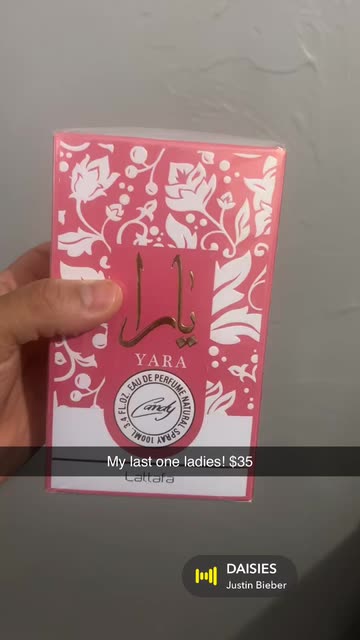 يارا
YARA
EAU DE PERFUME NATURAL SPRAY 100ML. 3.4 FL.OZ.
Candy
My last one ladies! $35
Lattafa
DAISIES
Justin Bieber